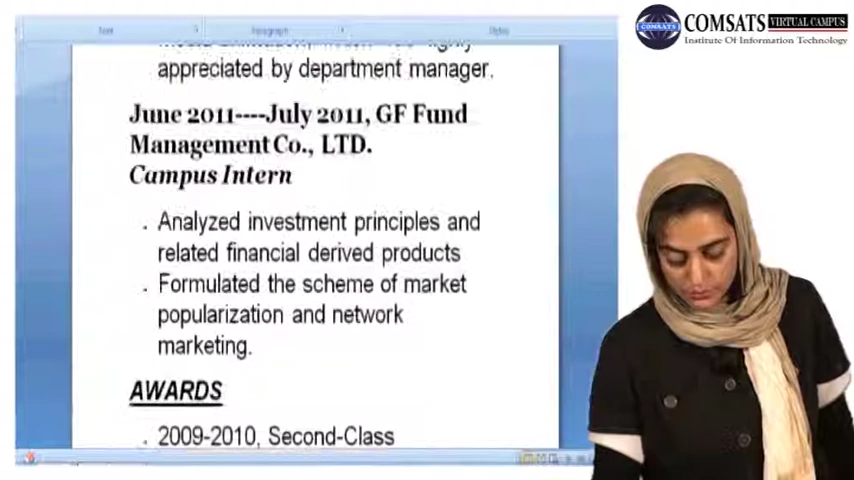 COMSATS VIRTUAL CAMPUS
Institute Of Information Technology
Paragraph
Styles
appreciated by department manager.
June 2011----July 2011, GF Fund
Management Co., LTD.
Campus Intern
Analyzed investment principles and
related financial derived products
Formulated the scheme of market
popularization and network
marketing.
AWARDS
2009-2010, Second-Class